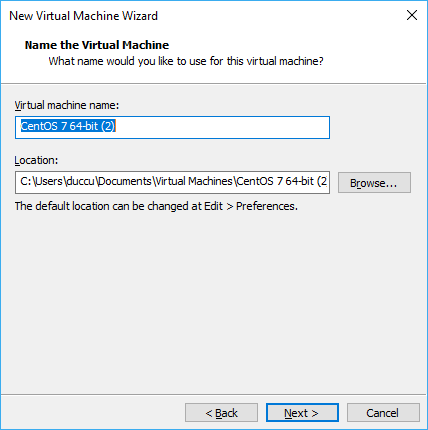 New Virtual Machine Wizard
Name the Virtual Machine
What name would you like to use for this virtual machine?
Virtual machine name:
CentOS 7 64-bit (2)
Location:
C:\Users\duccu\Documents\Virtual Machines\CentOS 7 64-bit (2
Browse...
The default location can be changed at Edit > Preferences.
< Back
Next >
Cancel